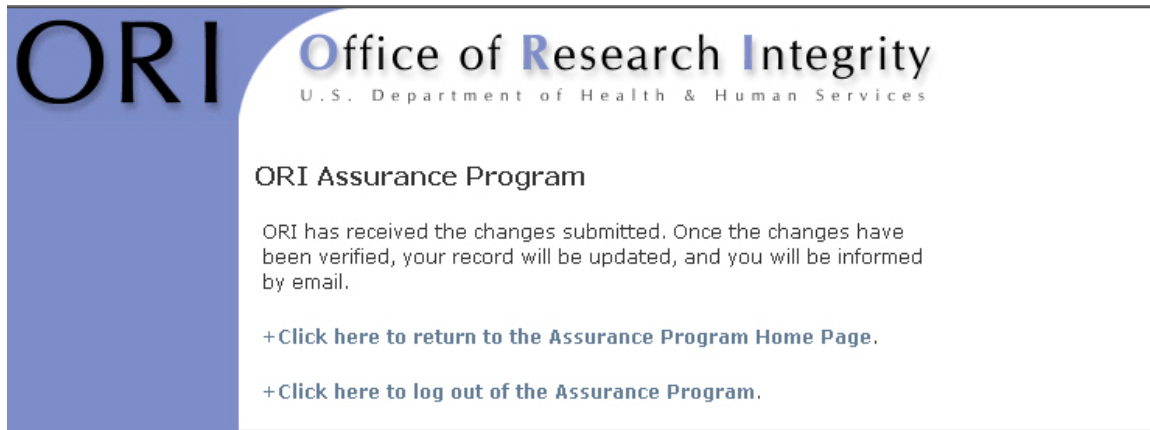 ORI
Office of Research Integrity
U.S. Department of Health & Human Services
ORI Assurance Program
ORI has received the changes submitted. Once the changes have
been verified, your record will be updated, and you will be informed
by email.
+Click here to return to the Assurance Program Home Page.
+Click here to log out of the Assurance Program.